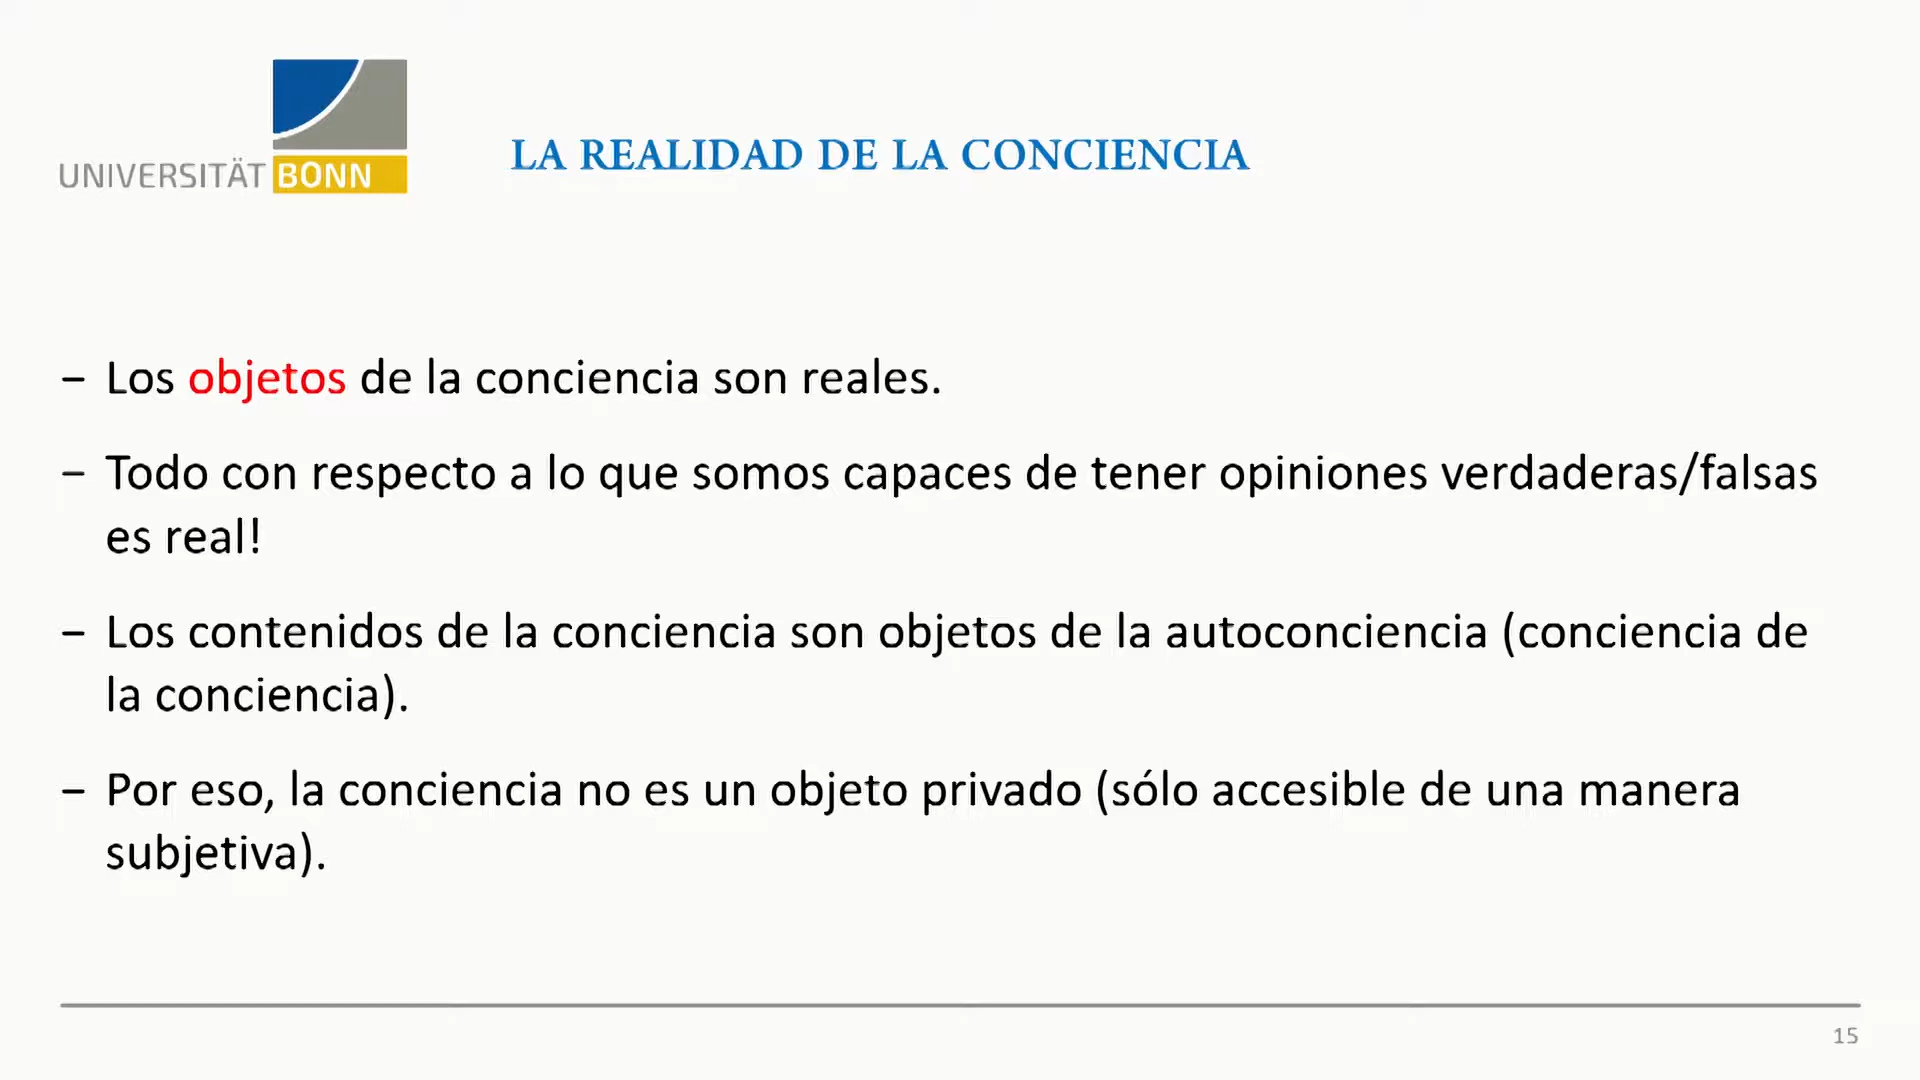 UNIVERSITÄT BONN
LA REALIDAD DE LA CONCIENCIA
– Los objetos de la conciencia son reales.
– Todo con respecto a lo que somos capaces de tener opiniones verdaderas/falsas
es real!
– Los contenidos de la conciencia son objetos de la autoconciencia (conciencia de
la conciencia).
– Por eso, la conciencia no es un objeto privado (sólo accesible de una manera
subjetiva).
15